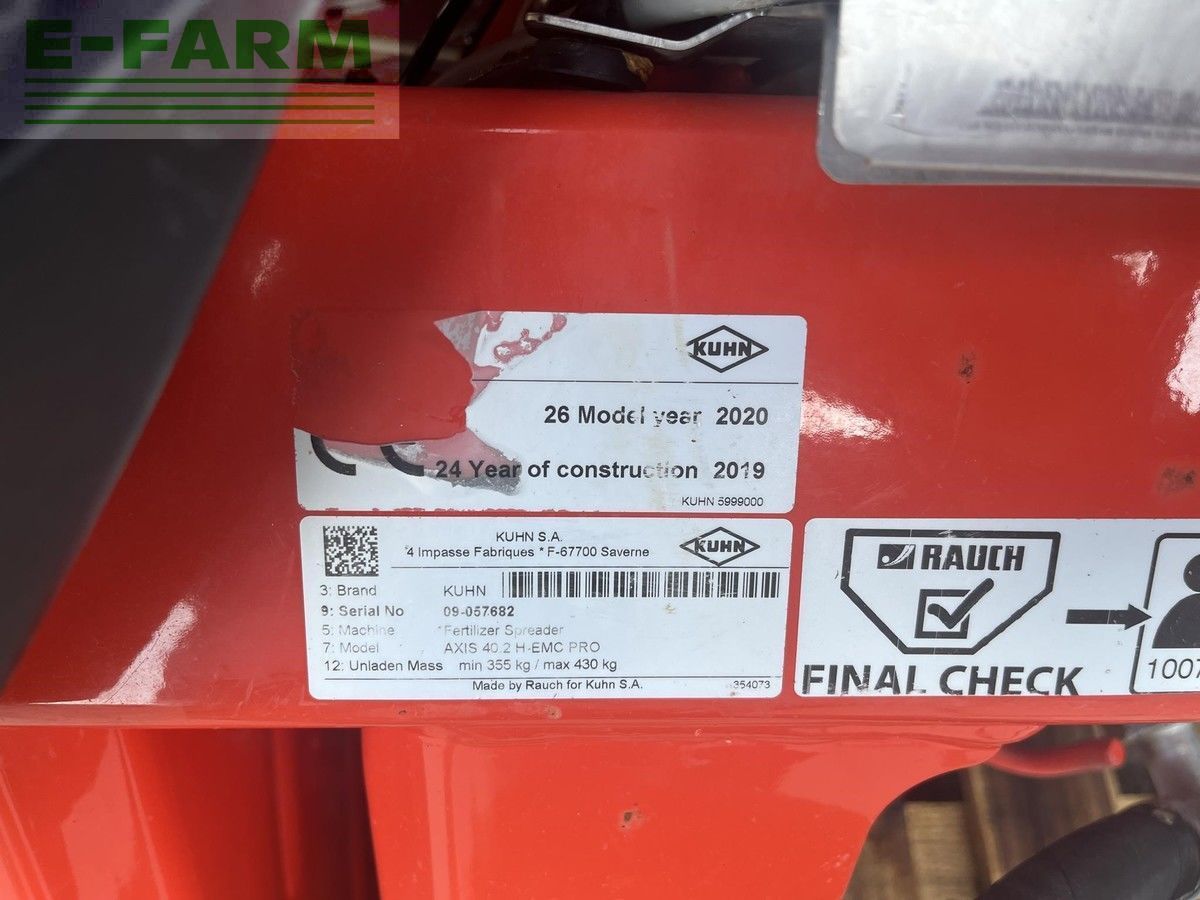 E-FARM
KUHN
26 Model year 2020
CE 24 Year of construction 2019
KUHN 5999000
KUHN S.A.
4 Impasse Fabriques * F-67700 Saverne
KUHN
3: Brand KUHN
9: Serial No 09-057682
5: Machine Fertilizer Spreader
7: Model AXIS 40.2 H-EMC PRO
12: Unladen Mass min 355 kg / max 430 kg
Made by Rauch for Kuhn S.A. 354073
RAUCH
FINAL CHECK
1007